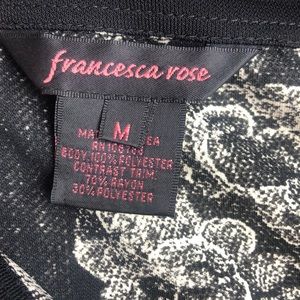 francesca rose
M
BODY 100% POLYESTER
CONTRAST TRIM:
70% RAYON
30% POLYESTER